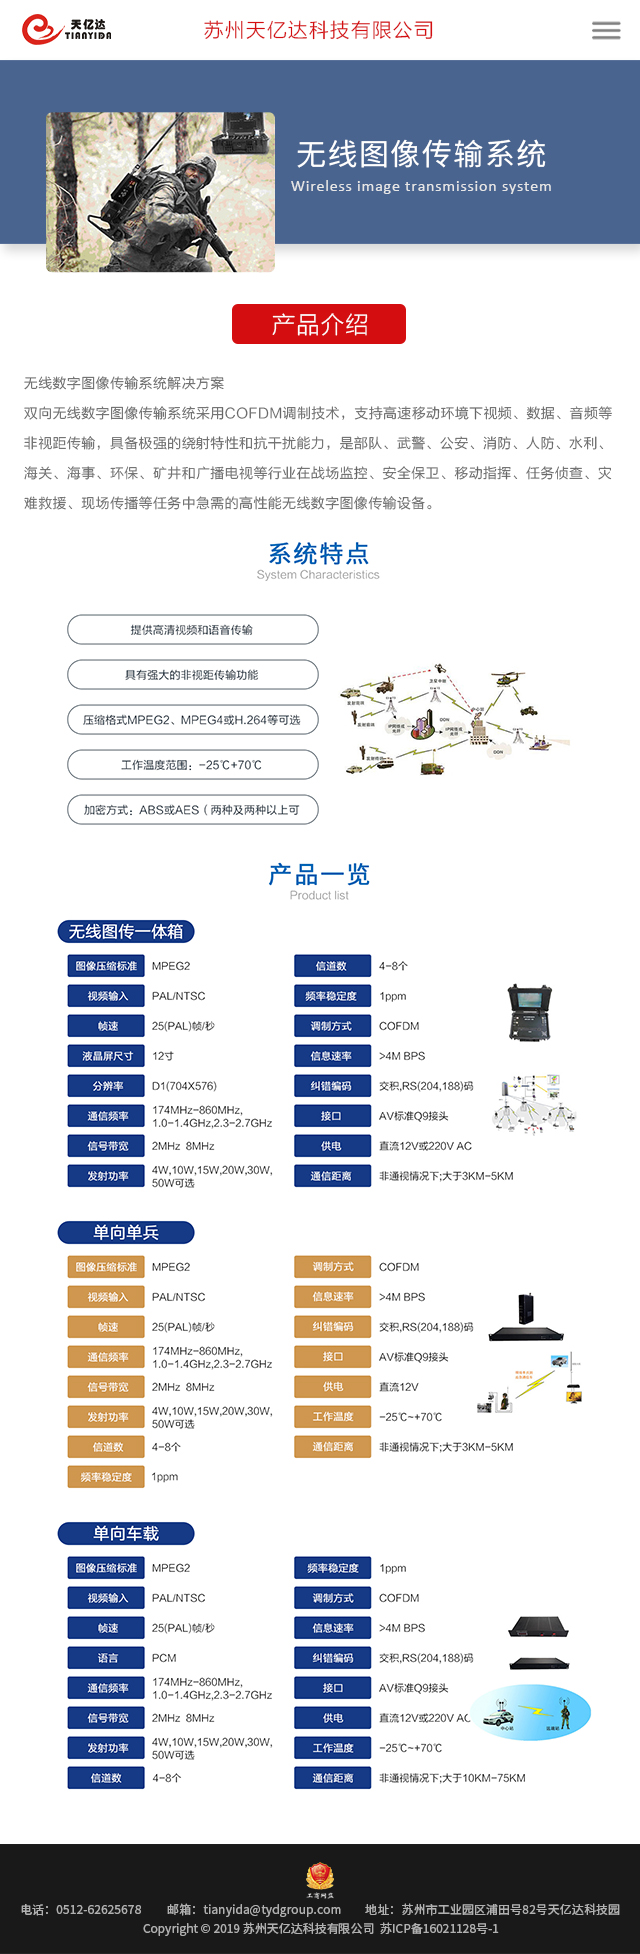 天亿达
TIANYIDA
苏州天亿达科技有限公司
无线图像传输系统
Wireless image transmission system
产品介绍
无线数字图像传输系统解决方案
双向无线数字图像传输系统采用COFDM调制技术，支持高速移动环境下视频、数据、音频等
非视距传输，具备极强的绕射特性和抗干扰能力，是部队、武警、公安、消防、人防、水利、
海关、海事、环保、矿井和广播电视等行业在战场监控、安全保卫、移动指挥、任务侦查、灾
难救援、现场传播等任务中急需的高性能无线数字图像传输设备。
系统特点
System Characteristics
提供高清视频和语音传输
具有强大的非视距传输功能
压缩格式MPEG2、MPEG4或H.264等可选
工作温度范围：-25℃+70℃
加密方式：ABS或AES（两种及两种以上可
DDN
DDN
产品一览
Product list
无线图传一体箱
图像压缩标准 MPEG2 信道数 4-8个
视频输入 PAL/NTSC 频率稳定度 1ppm
帧速 25(PAL)帧/秒 调制方式 COFDM
液晶屏尺寸 12寸 信息速率 >4M BPS
分辨率 D1(704X576) 纠错编码 交积,RS(204,188)码
通信频率 174MHz-860MHz,
1.0-1.4GHz,2.3-2.7GHz 接口 AV标准Q9接头
信号带宽 2MHz 8MHz 供电 直流12V或220V AC
发射功率 4W,10W,15W,20W,30W,
50W可选 通信距离 非通视情况下;大于3KM-5KM
单向单兵
图像压缩标准 MPEG2 调制方式 COFDM
视频输入 PAL/NTSC 信息速率 >4M BPS
帧速 25(PAL)帧/秒 纠错编码 交积,RS(204,188)码
通信频率 174MHz-860MHz,
1.0-1.4GHz,2.3-2.7GHz 接口 AV标准Q9接头
信号带宽 2MHz 8MHz 供电 直流12V
发射功率 4W,10W,15W,20W,30W,
50W可选 工作温度 -25℃~+70℃
信道数 4-8个 通信距离 非通视情况下;大于3KM-5KM
频率稳定度 1ppm
单向车载
图像压缩标准 MPEG2 频率稳定度 1ppm
视频输入 PAL/NTSC 调制方式 COFDM
帧速 25(PAL)帧/秒 信息速率 >4M BPS
语言 PCM 纠错编码 交积,RS(204,188)码
通信频率 174MHz-860MHz,
1.0-1.4GHz,2.3-2.7GHz 接口 AV标准Q9接头
信号带宽 2MHz 8MHz 供电 直流12V或220V AC
发射功率 4W,10W,15W,20W,30W,
50W可选 工作温度 -25℃~+70℃
信道数 4-8个 通信距离 非通视情况下;大于10KM-75KM
中心站
工商网监
电话：0512-62625678 邮箱：tianyida@tydgroup.com 地址：苏州市工业园区浦田号82号天亿达科技园
Copyright © 2019 苏州天亿达科技有限公司 苏ICP备16021128号-1